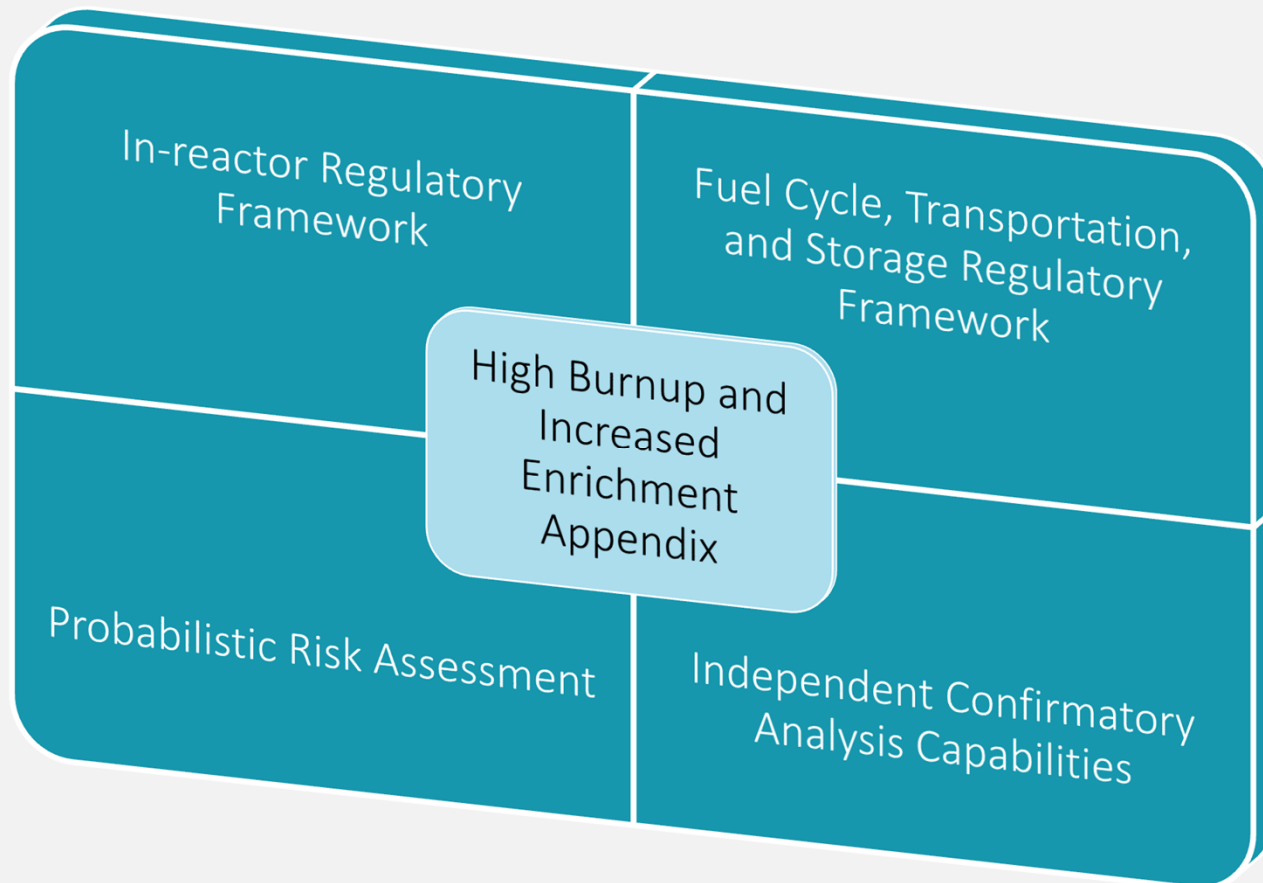 In-reactor Regulatory
Framework
Fuel Cycle, Transportation,
and Storage Regulatory
Framework
High Burnup and
Increased
Enrichment
Appendix
Probabilistic Risk Assessment
Independent Confirmatory
Analysis Capabilities